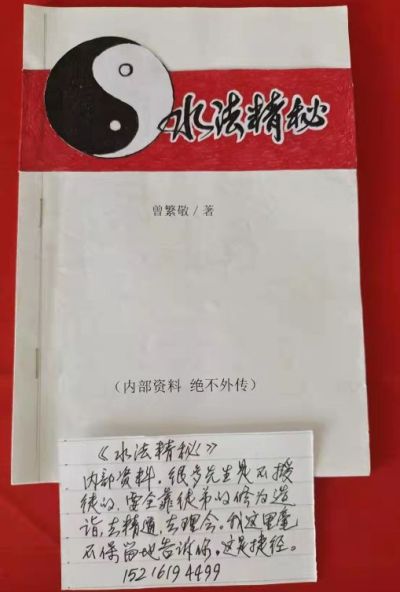 水法精秘
曾繁敬 / 著
（内部资料 绝不外传）
《水法精秘》
内部资料。很多先生是不授
徒的，要全靠徒弟的修为造
诣，去精通，去理会。我这里毫
不保留地告诉你，这是捷径。
15216194499